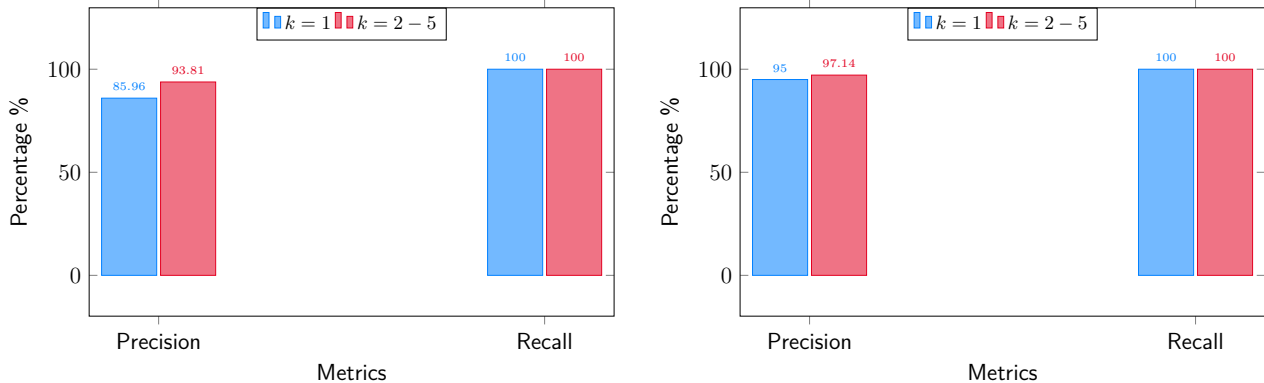 k = 1 k = 2 − 5
100
50
0
Percentage %
85.96
93.81
100
100
Precision
Recall
Metrics
k = 1 k = 2 − 5
100
50
0
Percentage %
95
97.14
100
100
Precision
Recall
Metrics